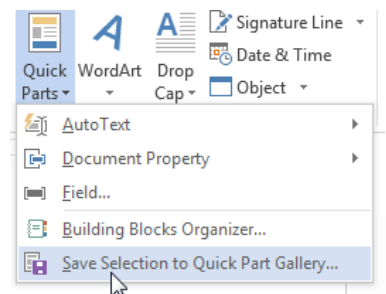 Quick Parts
WordArt
Drop Cap
Signature Line
Date & Time
Object
AutoText
Document Property
Field...
Building Blocks Organizer...
Save Selection to Quick Part Gallery...